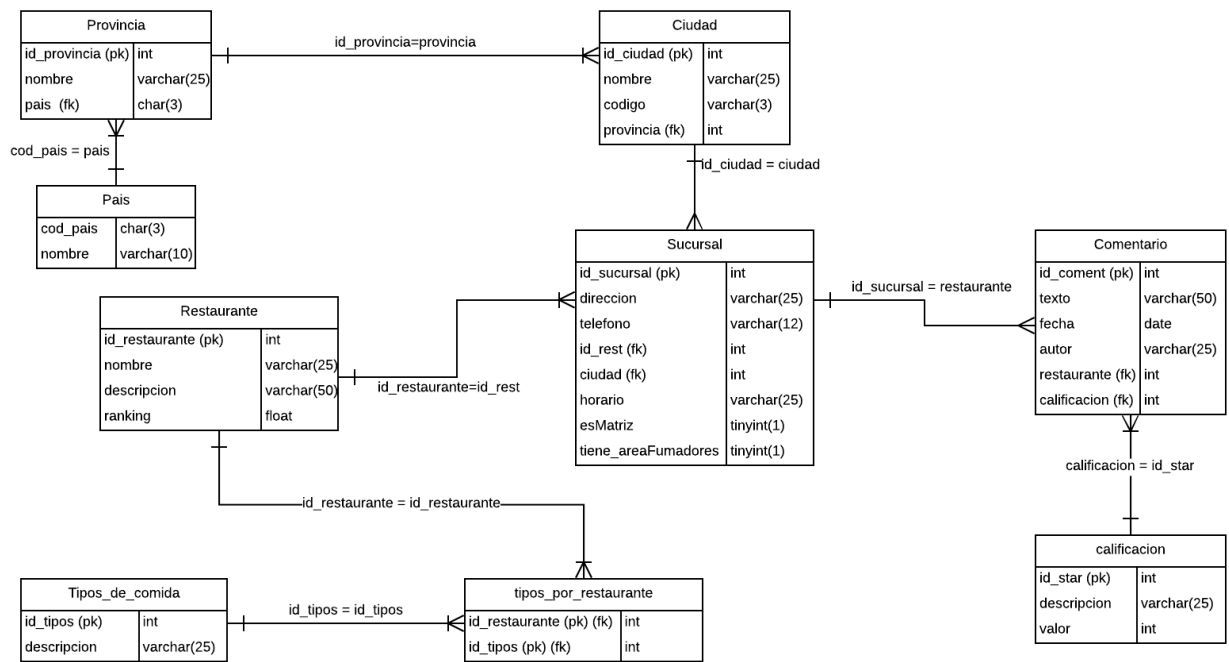 Provincia
id_provincia (pk) int
nombre varchar(25)
pais (fk) char(3)
id_provincia=provincia
Ciudad
id_ciudad (pk) int
nombre varchar(25)
codigo varchar(3)
provincia (fk) int
cod_pais = pais
id_ciudad = ciudad
Pais
cod_pais char(3)
nombre varchar(10)
Sucursal
id_sucursal (pk) int
direccion varchar(25)
telefono varchar(12)
id_rest (fk) int
ciudad (fk) int
horario varchar(25)
esMatriz tinyint(1)
tiene_areaFumadores tinyint(1)
id_sucursal = restaurante
Comentario
id_coment (pk) int
texto varchar(50)
fecha date
autor varchar(25)
restaurante (fk) int
calificacion (fk) int
Restaurante
id_restaurante (pk) int
nombre varchar(25)
descripcion varchar(50)
ranking float
id_restaurante=id_rest
calificacion = id_star
id_restaurante = id_restaurante
calificacion
id_star (pk) int
descripcion varchar(25)
valor int
Tipos_de_comida
id_tipos (pk) int
descripcion varchar(25)
id_tipos = id_tipos
tipos_por_restaurante
id_restaurante (pk) (fk) int
id_tipos (pk) (fk) int